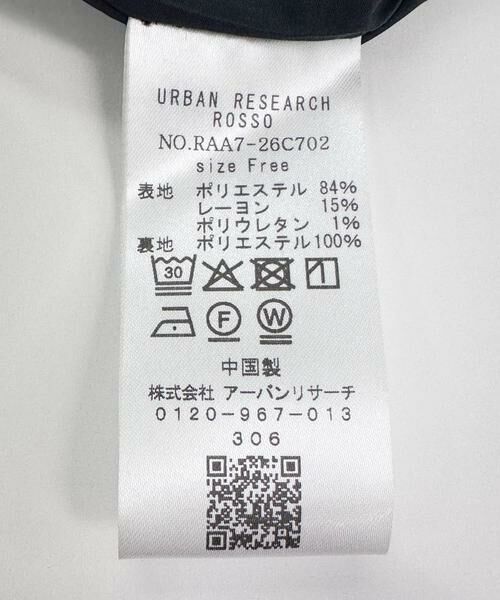 URBAN RESEARCH
ROSSO
NO.RAA7-26C702
size Free
表地 ポリエステル 84%
レーヨン 15%
ポリウレタン 1%
裏地 ポリエステル100%
30
F W
中国製
株式会社 アーバンリサーチ
0120-967-013
306